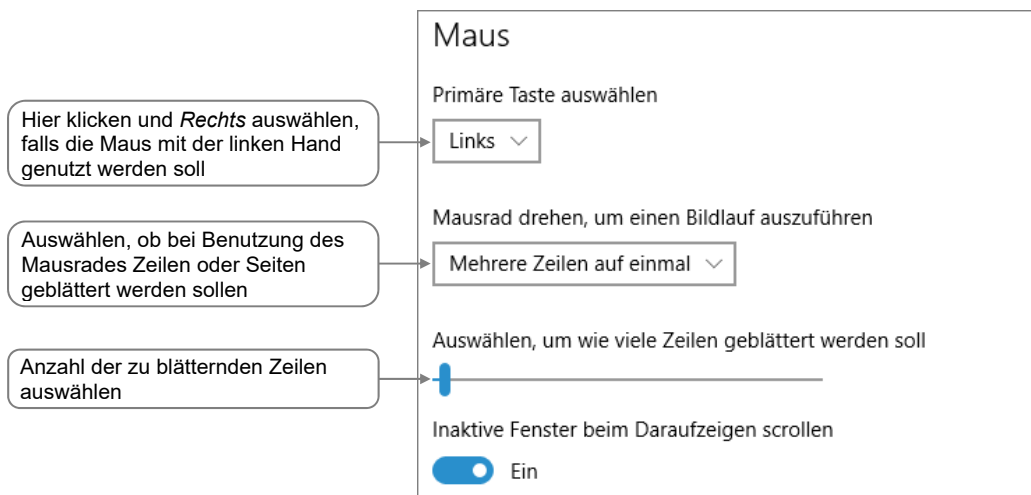 Maus
Primäre Taste auswählen
Hier klicken und Rechts auswählen,
falls die Maus mit der linken Hand
genutzt werden soll
Links
Mausrad drehen, um einen Bildlauf auszuführen
Auswählen, ob bei Benutzung des
Mausrades Zeilen oder Seiten
geblättert werden sollen
Mehrere Zeilen auf einmal
Auswählen, um wie viele Zeilen geblättert werden soll
Anzahl der zu blätternden Zeilen
auswählen
Inaktive Fenster beim Daraufzeigen scrollen
Ein